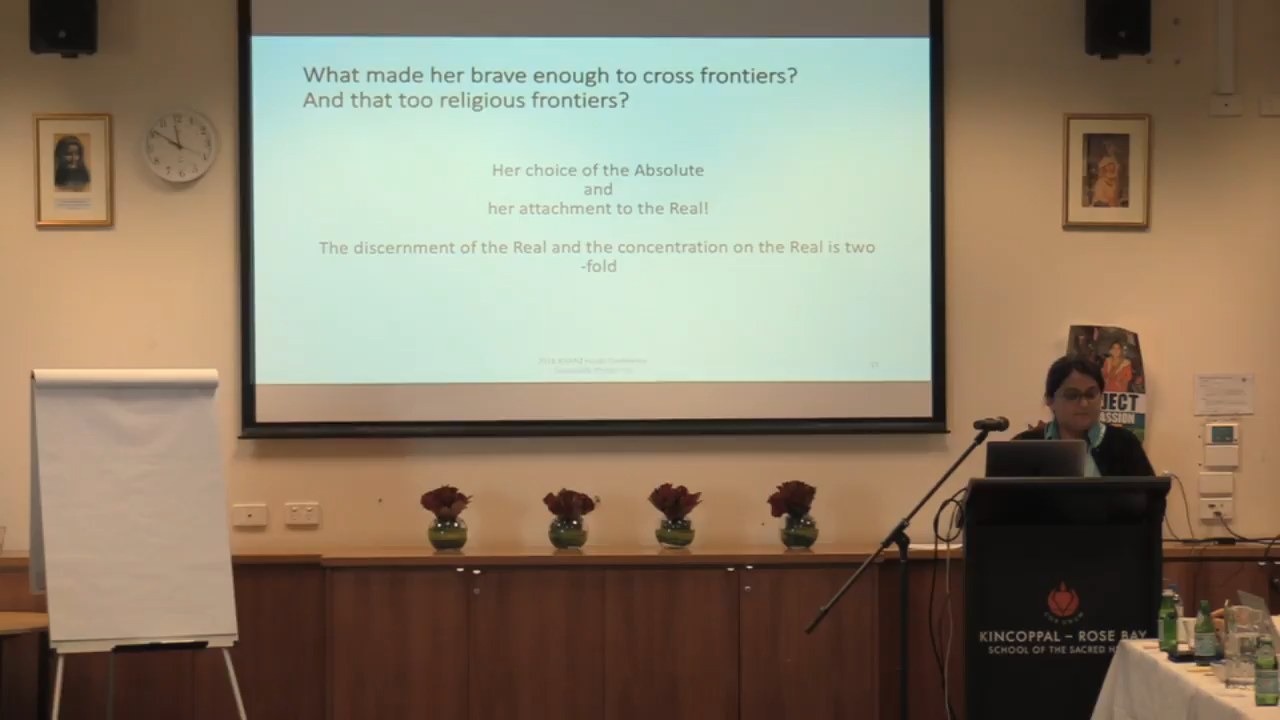 What made her brave enough to cross frontiers?
And that too religious frontiers?
Her choice of the Absolute
and
her attachment to the Real!
The discernment of the Real and the concentration on the Real is two
-fold
JECT
ASSION
KINCOPPAL – ROSE BAY
SCHOOL OF THE SACRED H